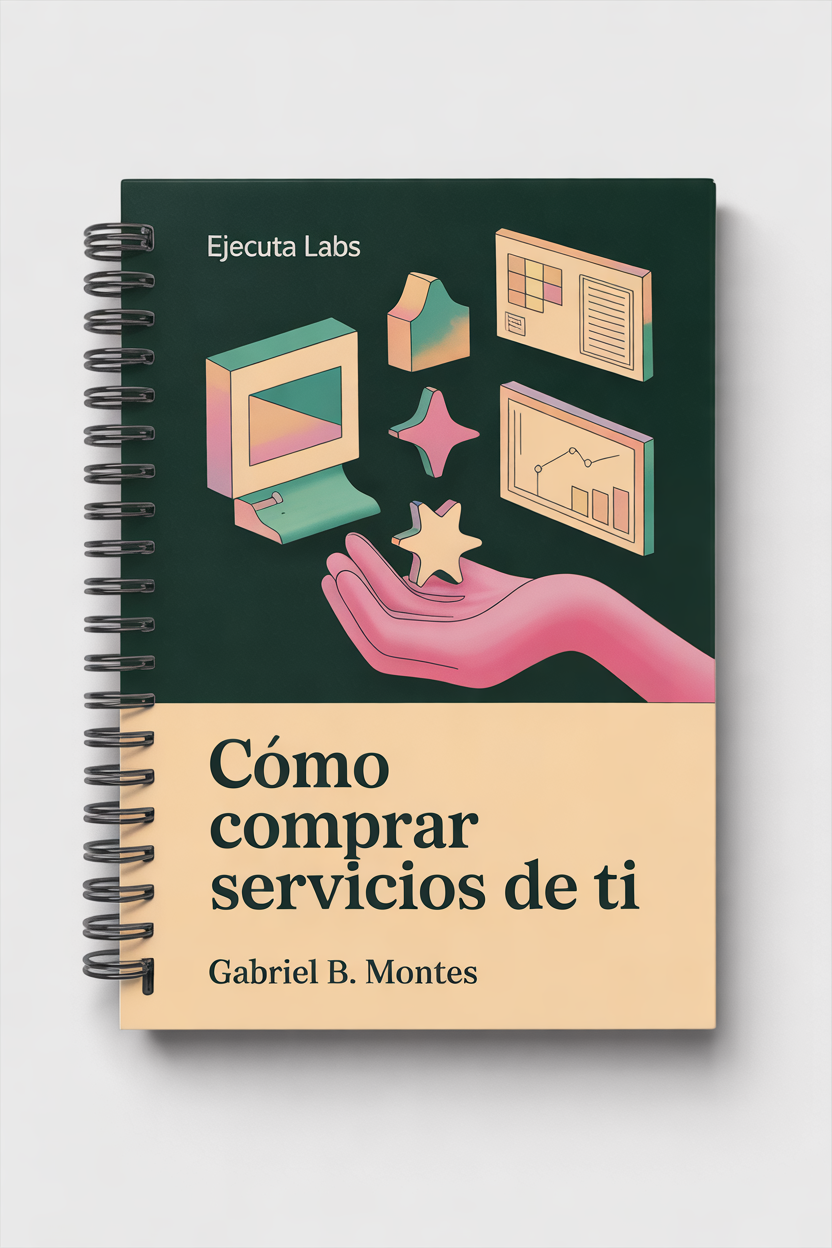 Ejecuta Labs
Cómo
comprar
servicios de ti
Gabriel B. Montes